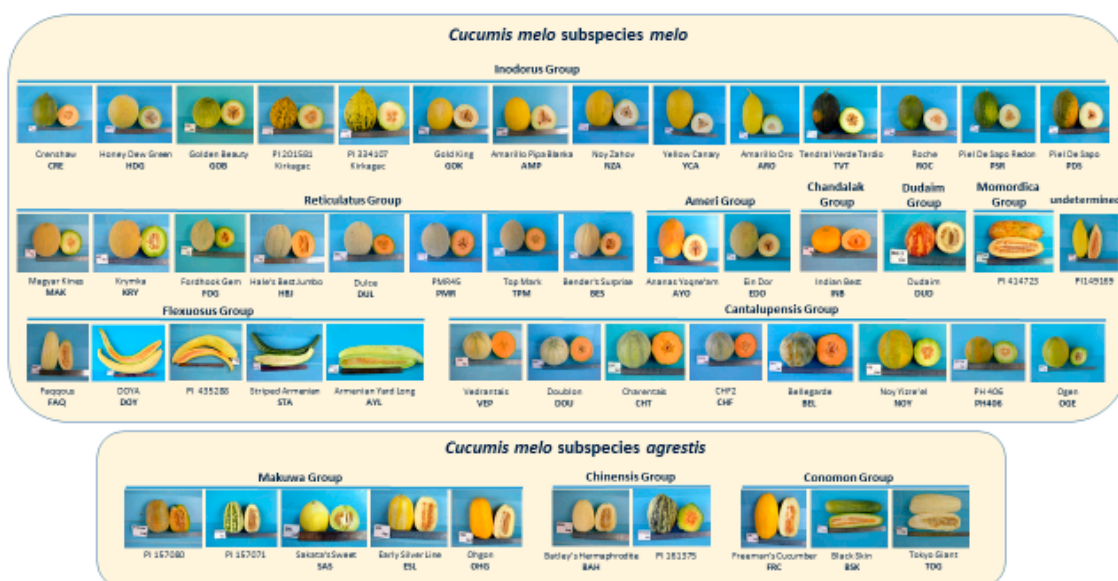 Cucumis melo subspecies melo
Inodorus Group
Crenshaw Honey Dew Green Golden Beauty PI 201581 PI 334107 Gold King Amarillo Pipa Blanka Noy Zahov Yellow Canary Amarillo Oro Tendral Verde Tardio Roche Piel De Sapo Redon Piel De Sapo
CRE HDG GOB Kirkagac Kirkagac GOK AMP NZA YCA ARO TVT ROC PSR PDS
Reticulatus Group Ameri Group Chandalak Group Dudaim Group Momordica Group undetermined
Magyar Kincs Krymka Fordhook Gem Hale's Best Jumbo Dulce PMR45 Top Mark Bender's Surprise Ananas Yoqne'am Ein Dor Indian Best Dudaim PI 414723 PI149169
MAK KRY FOG HBJ DUL PMR TPM BES AYO EDO INB DUD
Flexuosus Group Cantalupensis Group
Faqqous DOYA PI 435288 Striped Armenian Armenian Yard Long Vedrantais Doublon Charentais CHP2 Bellegarde Noy Yizre'el PH 406 Ogen
FAQ DOY STA AYL VEP DOU CHT CHF BEL NOY PH406 OGE
Cucumis melo subspecies agrestis
Makuwa Group Chinensis Group Conomon Group
PI 157080 PI 157071 Sakata's Sweet Early Silver Line Ohgon Batley's Hermaphrodite PI 161375 Freeman's Cucumber Black Skin Tokyo Giant
SAS ESL OHG BAH FRC BSK TOG